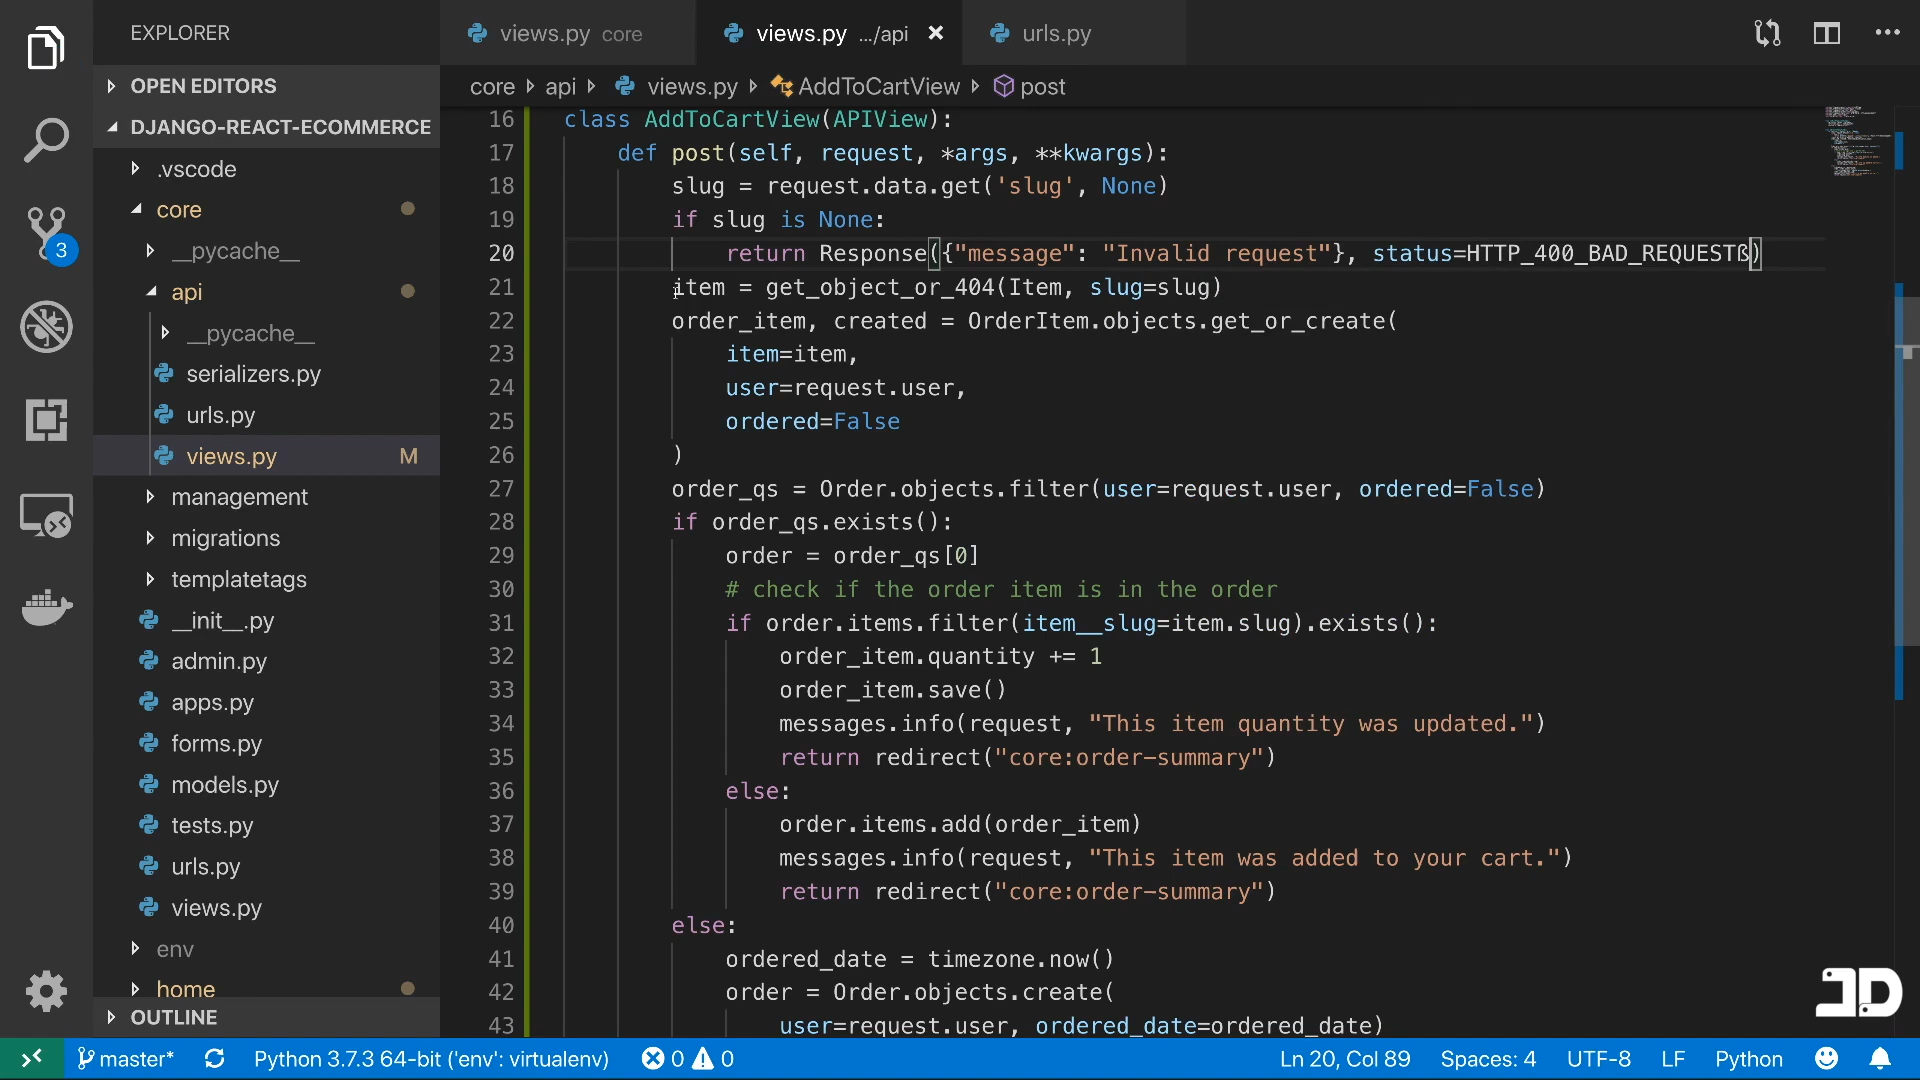 EXPLORER
OPEN EDITORS
DJANGO-REACT-ECOMMERCE
.vscode
core
__pycache__
api
__pycache__
serializers.py
urls.py
views.py M
management
migrations
templatetags
__init__.py
admin.py
apps.py
forms.py
models.py
tests.py
urls.py
views.py
env
home
OUTLINE
3
views.py core
views.py .../api
urls.py
core api views.py AddToCartView post
16 class AddToCartView(APIView):
17 def post(self, request, *args, **kwargs):
18 slug = request.data.get('slug', None)
19 if slug is None:
20 return Response({"message": "Invalid request"}, status=HTTP_400_BAD_REQUESTß)
21 item = get_object_or_404(Item, slug=slug)
22 order_item, created = OrderItem.objects.get_or_create(
23 item=item,
24 user=request.user,
25 ordered=False
26 )
27 order_qs = Order.objects.filter(user=request.user, ordered=False)
28 if order_qs.exists():
29 order = order_qs[0]
30 # check if the order item is in the order
31 if order.items.filter(item__slug=item.slug).exists():
32 order_item.quantity += 1
33 order_item.save()
34 messages.info(request, "This item quantity was updated.")
35 return redirect("core:order-summary")
36 else:
37 order.items.add(order_item)
38 messages.info(request, "This item was added to your cart.")
39 return redirect("core:order-summary")
40 else:
41 ordered_date = timezone.now()
42 order = Order.objects.create(
43 user=request.user, ordered_date=ordered_date)
master* Python 3.7.3 64-bit ('env': virtualenv) 0 0 Ln 20, Col 89 Spaces: 4 UTF-8 LF Python